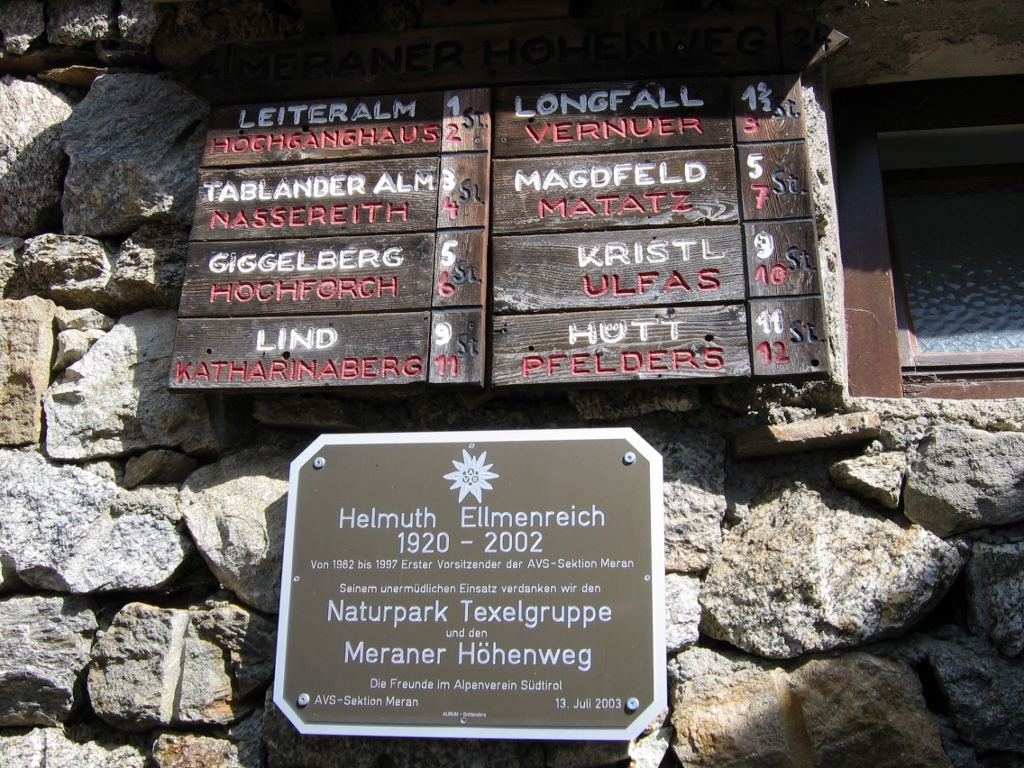 MERANER HÖHENWEG 24
LEITERALM 1 St.
HOCHGANGHAUS 2
TABLANDER ALM 3 St.
NASSEREITH 4
GIGGELBERG 5 St.
HOCHFORCH 6
LIND 9 St.
KATHARINABERG 11
LONGFALL 1½ St.
VERNUER 3
MAGDFELD 5 St.
MATATZ 7
KRISTL 9 St.
ULFAS 10
HÜTT 11 St.
PFELDERS 12
AVS
Helmuth Ellmenreich
1920 - 2002
Von 1962 bis 1997 Erster Vorsitzender der AVS-Sektion Meran
Seinem unermüdlichen Einsatz verdanken wir den
Naturpark Texelgruppe
und den
Meraner Höhenweg
Die Freunde im Alpenverein Südtirol
AVS-Sektion Meran 13. Juli 2003